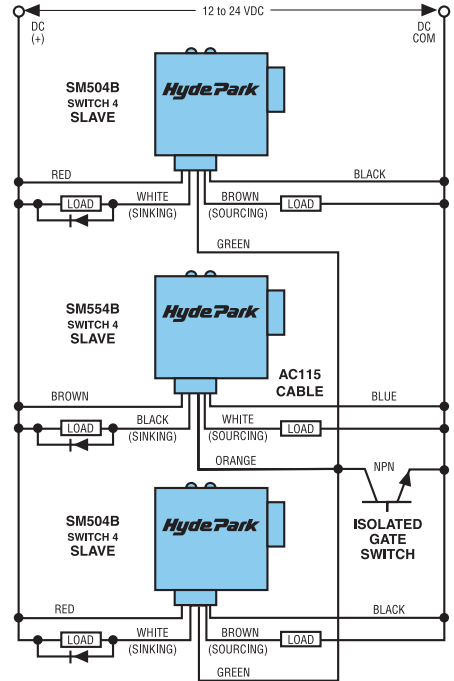 12 to 24 VDC
DC
(+)
DC
COM
SM504B
SWITCH 4
SLAVE
HydePark
RED
BLACK
LOAD
WHITE
(SINKING)
BROWN
(SOURCING)
LOAD
GREEN
SM554B
SWITCH 4
SLAVE
HydePark
AC115
CABLE
BROWN
BLUE
LOAD
BLACK
(SINKING)
WHITE
(SOURCING)
LOAD
ORANGE
NPN
SM504B
SWITCH 4
SLAVE
HydePark
ISOLATED
GATE
SWITCH
RED
BLACK
LOAD
WHITE
(SINKING)
BROWN
(SOURCING)
LOAD
GREEN